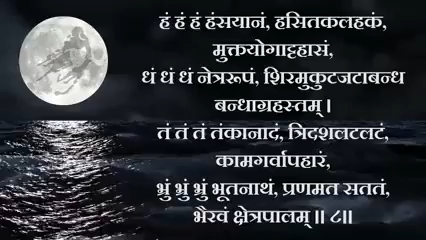 हं हं हं हंसयानं, हसितकलहकं,
मुक्तयोगाट्टहासं,
धं धं धं नेत्ररूपं, शिरमुकुटजटाबन्ध
बन्धाग्रहस्तम् ।
तं तं तं तंकानादं, त्रिदशलटलटं,
कामगर्वापहारं,
भ्रुं भ्रुं भ्रुं भूतनाथं, प्रणमत सततं,
भैरवं क्षेत्रपालम् ॥ ८॥